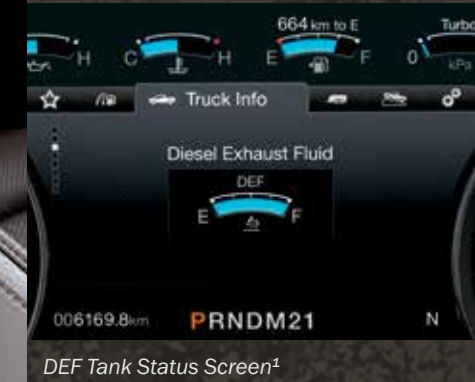 664 km to E
Turbo
H
C H
E F
0
kPa
Truck Info
Diesel Exhaust Fluid
DEF
E F
006169.8km
PRNDM21
N
DEF Tank Status Screen¹